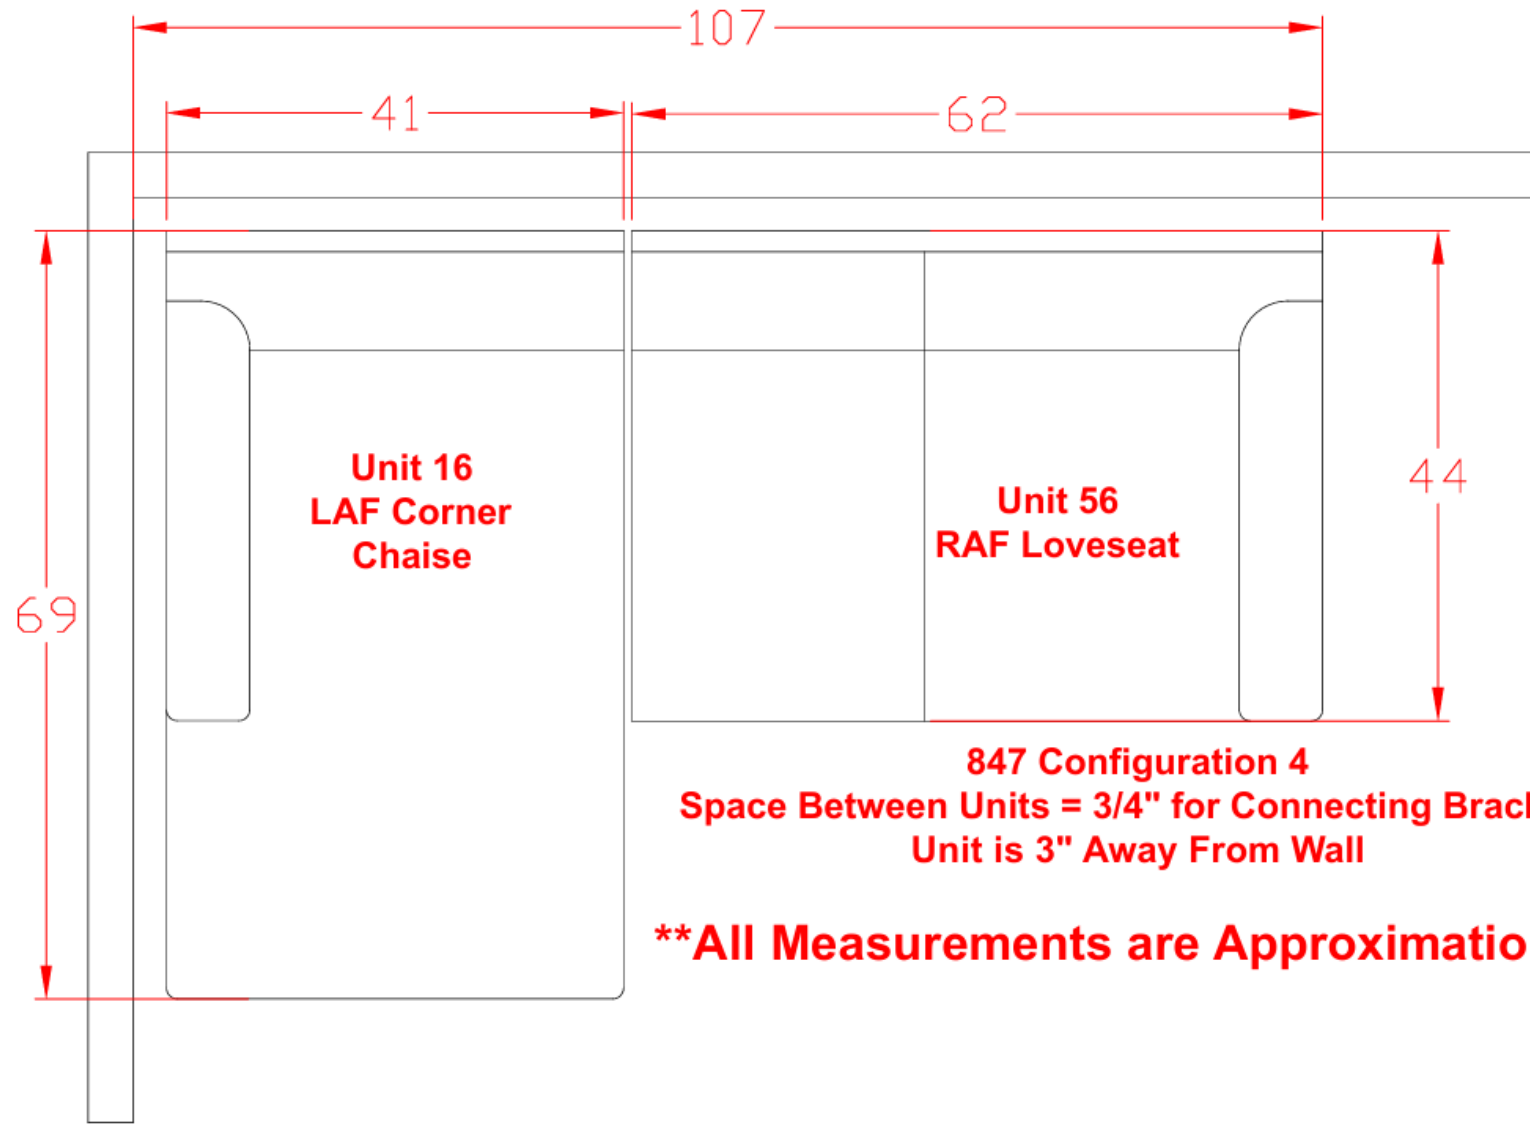 107
41
62
69
44
Unit 16
LAF Corner
Chaise
Unit 56
RAF Loveseat
847 Configuration 4
Space Between Units = 3/4" for Connecting
Unit is 3" Away From Wall
**All Measurements are